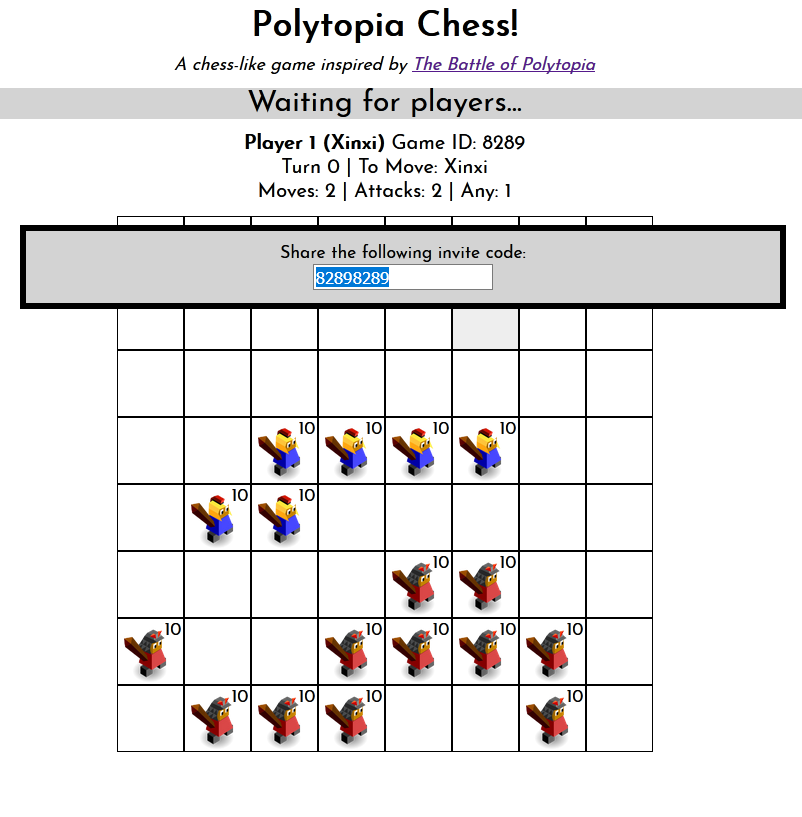 Polytopia Chess!
A chess-like game inspired by The Battle of Polytopia
Waiting for players...
Player 1 (Xinxi) Game ID: 8289
Turn 0 | To Move: Xinxi
Moves: 2 | Attacks: 2 | Any: 1
Share the following invite code:
82898289
10 10 10 10
10 10
10 10
10 10 10 10 10
10 10 10 10